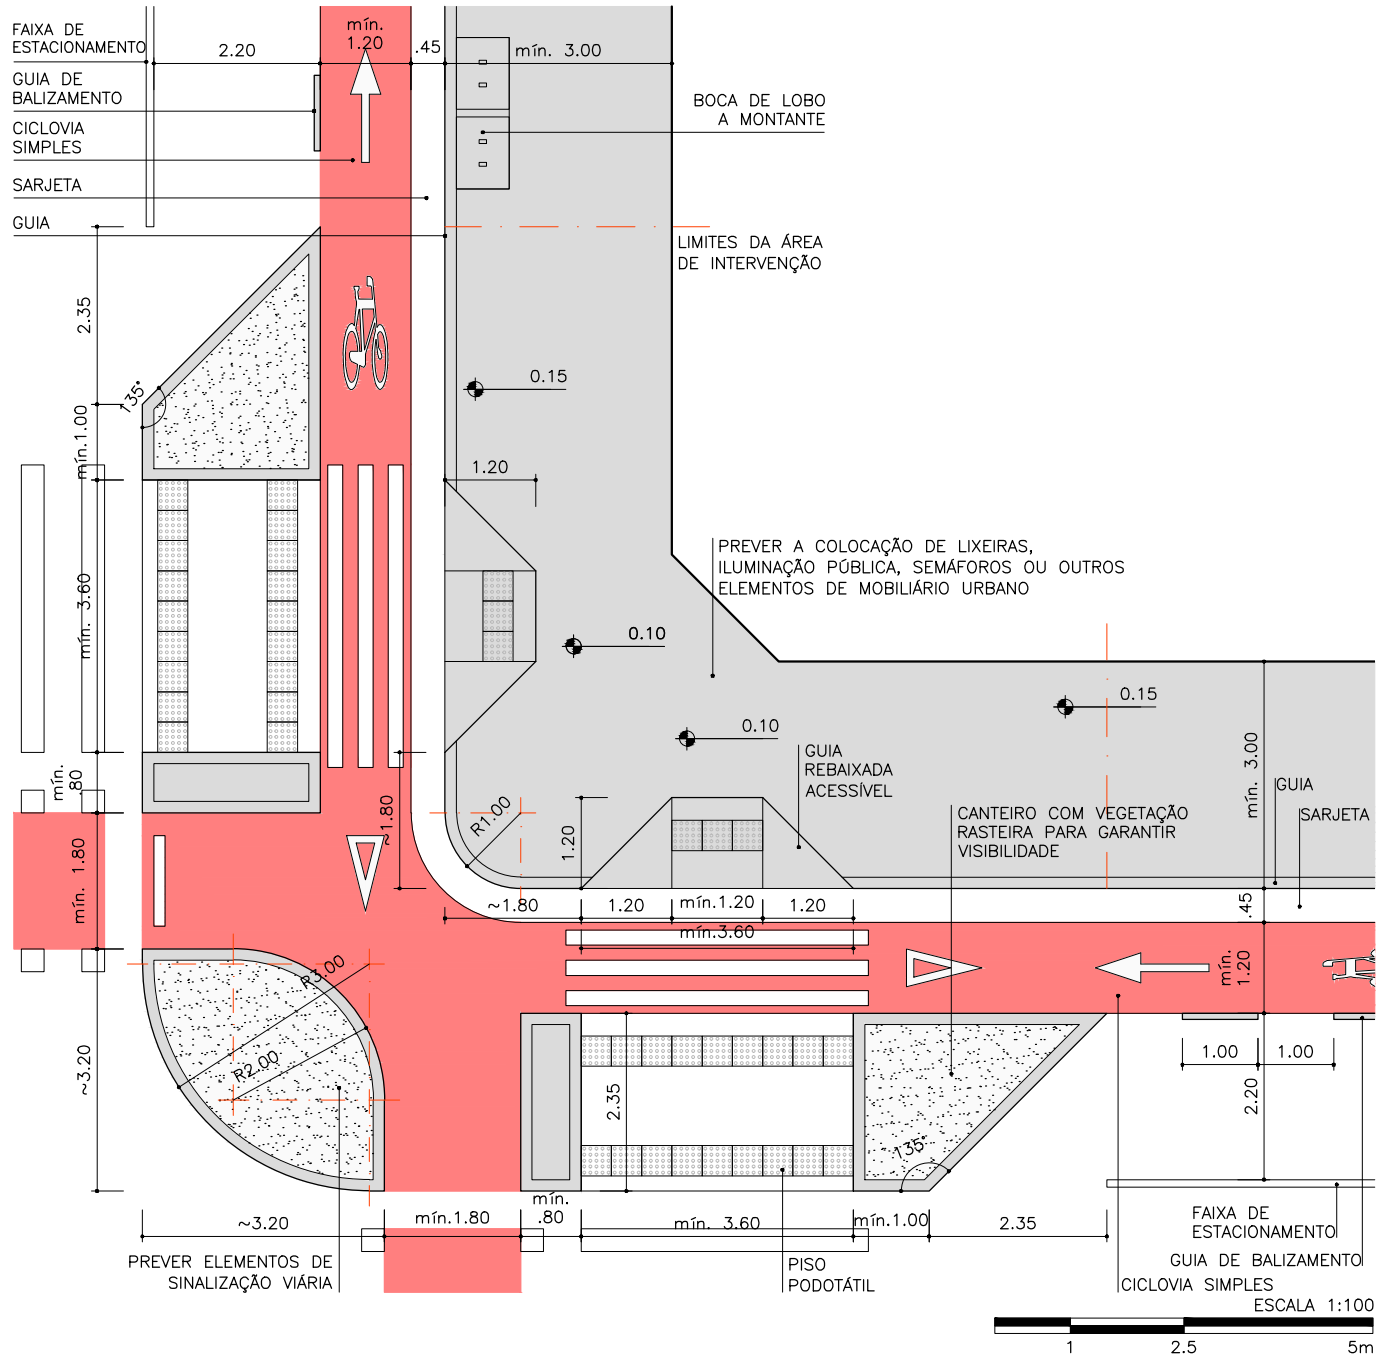 FAIXA DE
ESTACIONAMENTO
GUIA DE
BALIZAMENTO
CICLOVIA
SIMPLES
SARJETA
GUIA
2.20
mín.
1.20
.45
mín. 3.00
BOCA DE LOBO
A MONTANTE
LIMITES DA ÁREA
DE INTERVENÇÃO
2.35
135°
mín.1.00
mín. 3.60
mín.
.80
mín. 1.80
~3.20
0.15
1.20
PREVER A COLOCAÇÃO DE LIXEIRAS,
ILUMINAÇÃO PÚBLICA, SEMÁFOROS OU OUTROS
ELEMENTOS DE MOBILIÁRIO URBANO
0.10
0.10
0.15
GUIA
REBAIXADA
ACESSÍVEL
~1.80
R1.00
1.20
CANTEIRO COM VEGETAÇÃO
RASTEIRA PARA GARANTIR
VISIBILIDADE
mín. 3.00
GUIA
SARJETA
~1.80
1.20
mín.1.20
1.20
mín.3.60
.45
mín.
1.20
R3.00
R2.00
2.35
135°
1.00
1.00
2.20
~3.20
mín.1.80
mín.
.80
mín. 3.60
mín.1.00
2.35
PREVER ELEMENTOS DE
SINALIZAÇÃO VIÁRIA
PISO
PODOTÁTIL
FAIXA DE
ESTACIONAMENTO
GUIA DE BALIZAMENTO
CICLOVIA SIMPLES
ESCALA 1:100
1
2.5
5m